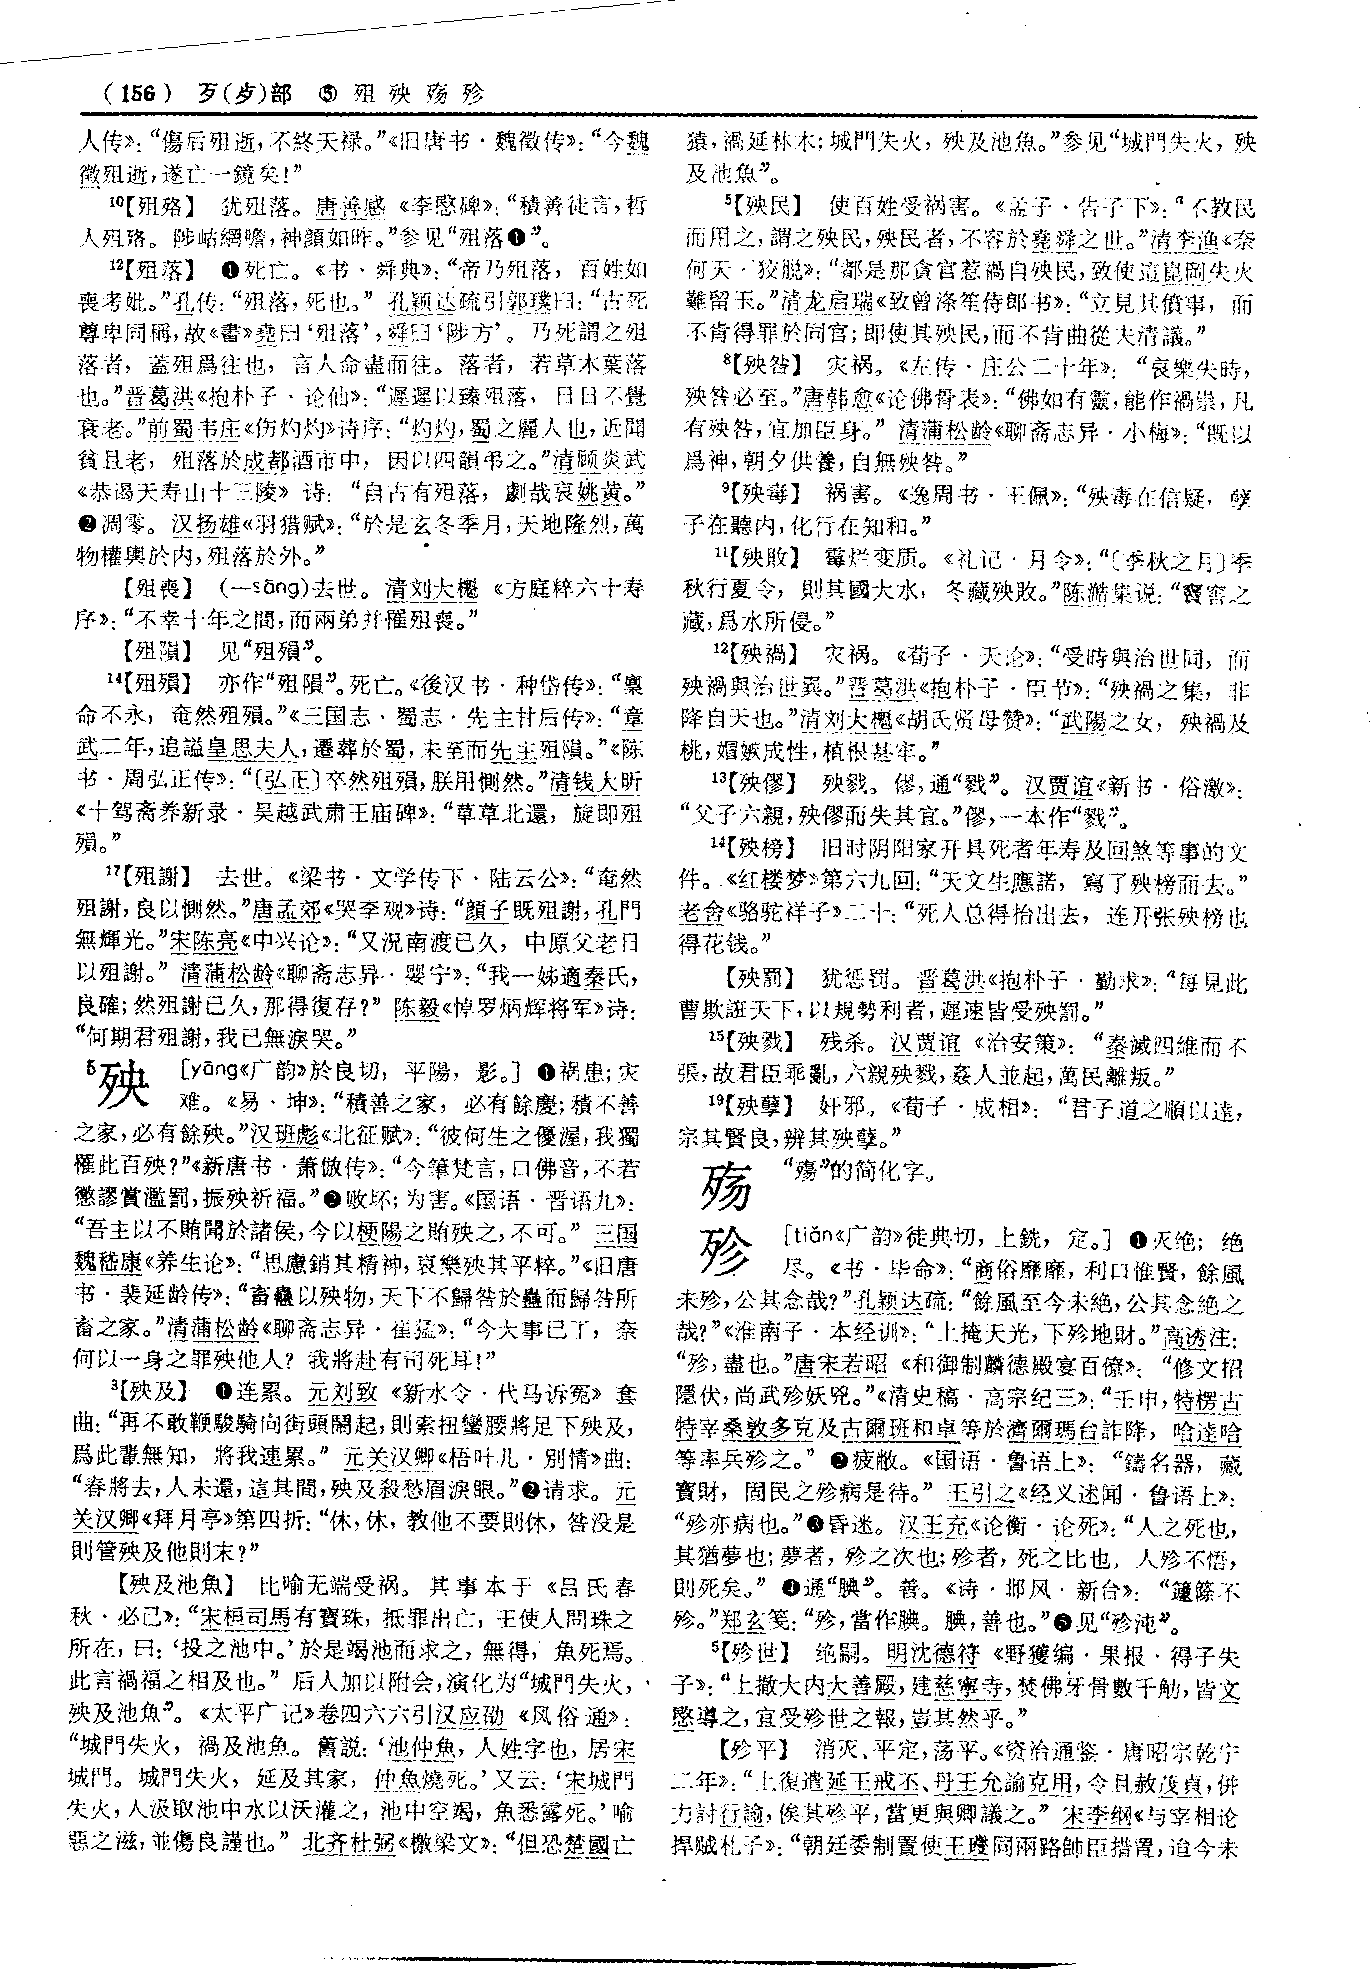 (156) 歹(歺)部 ⑤ 殂 殃 殇 殄
人传》：“傷后殂逝，不終天禄。”《旧唐书·魏徵传》：“今魏
徵殂逝，遂亡一鏡矣！”
¹⁰【殂殆】 犹殂落。唐善感《李愍碑》：“積善徒言，哲
人殂珞。陟岵網瞻，神顔如昨。”参见“殂落❶”。
¹²【殂落】 ❶死亡。《书·舜典》：“帝乃殂落，百姓如
喪考妣。”孔传：“殂落，死也。”孔颖达疏引郭璞曰：“古死
尊卑同稱，故《書》堯曰‘殂落’，舜曰‘陟方’。乃死謂之殂
落者，蓋殂爲往也，言人命盡而往。落者，若草木葉落
也。”晋葛洪《抱朴子·论仙》：“遲遲以臻殂落，日日不覺
衰老。”前蜀韦庄《伤灼灼》诗序：“灼灼，蜀之麗人也，近聞
貧且老，殂落於成都酒市中，因以四韻弔之。”清顾炎武
《恭谒天寿山十三陵》诗：“自古有殂落，劇哉哀姚黄。”
❷凋零。汉扬雄《羽猎赋》：“於是玄冬季月，天地隆烈，萬
物權輿於内，殂落於外。”
【殂喪】 (—sāng)去世。清刘大櫆《方庭粹六十寿
序》：“不幸十年之間，而兩弟并罹殂喪。”
【殂隕】 见“殂殞”。
¹⁴【殂殞】 亦作“殂隕”。死亡。《後汉书·种岱传》：“禀
命不永，奄然殂殞。”《三国志·蜀志·先主甘后传》：“章
武二年，追謚皇思夫人，遷葬於蜀，未至而先主殂隕。”《陈
书·周弘正传》：“〔弘正〕卒然殂殞，朕用惻然。”清钱大昕
《十驾斋养新录·吴越武肃王庙碑》：“草草北還，旋即殂
殞。”
¹⁷【殂謝】 去世。《梁书·文学传下·陆云公》：“奄然
殂謝，良以惻然。”唐孟郊《哭李观》诗：“顔子既殂謝，孔門
無輝光。”宋陈亮《中兴论》：“又況南渡已久，中原父老日
以殂謝。”清蒲松龄《聊斋志异·婴宁》：“我一姊適秦氏，
良確；然殂謝已久，那得復存？”陈毅《悼罗炳辉将军》诗：
“何期君殂謝，我已無淚哭。”
⁵殃 [yāng《广韵》於良切，平陽，影。] ❶祸患；灾
难。《易·坤》：“積善之家，必有餘慶；積不善
之家，必有餘殃。”汉班彪《北征赋》：“彼何生之優渥，我獨
罹此百殃？”《新唐书·萧倣传》：“今筆梵言，口佛音，不若
懲謬賞濫罰，振殃祈福。”❷败坏；为害。《国语·晋语九》：
“吾主以不賄聞於諸侯，今以梗陽之賄殃之，不可。”三国
魏嵇康《养生论》：“思慮銷其精神，哀樂殃其平粹。”《旧唐
书·裴延龄传》：“畜蠱以殃物，天下不歸咎於蠱而歸咎所
畜之家。”清蒲松龄《聊斋志异·崔猛》：“今大事已了，奈
何以一身之罪殃他人？我將赴有司死耳！”
³【殃及】 ❶连累。元刘致《新水令·代马诉冤》套
曲：“再不敢鞭駿騎向街頭鬧起，則索扭蠻腰將足下殃及，
爲此輩無知，將我連累。”元关汉卿《梧叶儿·别情》曲：
“春將去，人未還，這其間，殃及殺愁眉淚眼。”❷请求。元
关汉卿《拜月亭》第四折：“休，休，教他不要則休，咎没是
則管殃及他則末？”
【殃及池魚】 比喻无端受祸。其事本于《吕氏春
秋·必己》：“宋桓司馬有寶珠，抵罪出亡，王使人問珠之
所在，曰：‘投之池中。’於是竭池而求之，無得，魚死焉。
此言禍福之相及也。”后人加以附会，演化为“城門失火，
殃及池魚”。《太平广记》卷四六六引汉应劭《风俗通》：
“城門失火，禍及池魚。舊説：‘池仲魚，人姓字也，居宋
城門。城門失火，延及其家，仲魚燒死。’又云：‘宋城門
失火，人汲取池中水以沃灌之，池中空竭，魚悉露死。’喻
惡之滋，並傷良謹也。”北齐杜弼《檄梁文》：“但恐楚國亡
猿，禍延林木；城門失火，殃及池魚。”参见“城門失火，殃
及池魚”。
⁵【殃民】 使百姓受祸害。《孟子·告子下》：“不教民
而用之，謂之殃民，殃民者，不容於堯舜之世。”清李渔《奈
何天·狡脱》：“都是那貪官惹禍自殃民，致使這崑岡失火
難留玉。”清龙启瑞《致曾涤笙侍郎书》：“立見其僨事，而
不肯得罪於同官；即使其殃民，而不肯曲從夫清議。”
⁸【殃咎】 灾祸。《左传·庄公二十年》：“哀樂失時，
殃咎必至。”唐韩愈《论佛骨表》：“佛如有靈，能作禍祟，凡
有殃咎，宜加臣身。”清蒲松龄《聊斋志异·小梅》：“既以
爲神，朝夕供養，自無殃咎。”
⁹【殃毒】 祸害。《逸周书·王佩》：“殃毒在信疑，孽
子在聽内，化行在知和。”
¹¹【殃敗】 霉烂变质。《礼记·月令》：“〔季秋之月〕季
秋行夏令，則其國大水，冬藏殃敗。”陈澔集说：“竇窖之
藏，爲水所侵。”
¹²【殃禍】 灾祸。《荀子·天论》：“受時與治世同，而
殃禍與治世異。”晋葛洪《抱朴子·臣节》：“殃禍之集，非
降自天也。”清刘大櫆《胡氏贤母赞》：“武陽之女，殃禍及
桃，媢嫉成性，植根甚牢。”
¹³【殃僇】 殃戮。僇，通“戮”。汉贾谊《新书·俗激》：
“父子六親，殃僇而失其宜。”僇，一本作“戮”。
¹⁴【殃榜】 旧时阴阳家开具死者年寿及回煞等事的文
件。《红楼梦》第六九回：“天文生應諾，寫了殃榜而去。”
老舍《骆驼祥子》二十：“死人总得抬出去，连开张殃榜也
得花钱。”
【殃罰】 犹惩罚。晋葛洪《抱朴子·勤求》：“每見此
曹欺誑天下，以規勢利者，遲速皆受殃罰。”
¹⁵【殃戮】 残杀。汉贾谊《治安策》：“秦滅四維而不
張，故君臣乖亂，六親殃戮，姦人並起，萬民離叛。”
¹⁹【殃孽】 奸邪。《荀子·成相》：“君子道之順以達，
宗其賢良，辨其殃孽。”
殇 “殤”的简化字。
殄 [tiǎn《广韵》徒典切，上銑，定。] ❶灭绝；绝
尽。《书·毕命》：“商俗靡靡，利口惟賢，餘風
未殄，公其念哉？”孔颖达疏：“餘風至今未絶，公其念絶之
哉？”《淮南子·本经训》：“上掩天光，下殄地財。”高诱注：
“殄，盡也。”唐宋若昭《和御制麟德殿宴百僚》：“修文招
隱伏，尚武殄妖兇。”《清史稿·高宗纪三》：“壬申，特楞古
特宰桑敦多克及古爾班和卓等於濟爾瑪台詐降，哈達哈
等率兵殄之。”❷疲敝。《国语·鲁语上》：“鑄名器，藏
寶財，固民之殄病是待。”王引之《经义述闻·鲁语上》：
“殄亦病也。”❸昏迷。汉王充《论衡·论死》：“人之死也，
其猶夢也；夢者，殄之次也；殄者，死之比也，人殄不悟，
則死矣。”❹通“腆”。善。《诗·邶风·新台》：“籧篨不
殄。”郑玄笺：“殄，當作腆。腆，善也。”❺见“殄沌”。
⁵【殄世】 绝嗣。明沈德符《野獲编·果报·得子失
子》：“上撤大内大善殿，建慈寧寺，焚佛牙骨數千觔，皆文
愍導之，宜受殄世之報，豈其然乎。”
【殄平】 消灭、平定，荡平。《资治通鉴·唐昭宗乾宁
二年》：“上復遣延王戒丕、丹王允諭克用，令且赦茂貞，併
力討行瑜，俟其殄平，當更與卿議之。”宋李纲《与宰相论
捍贼札子》：“朝廷委制置使王𤫉同兩路帥臣措置，迨今未